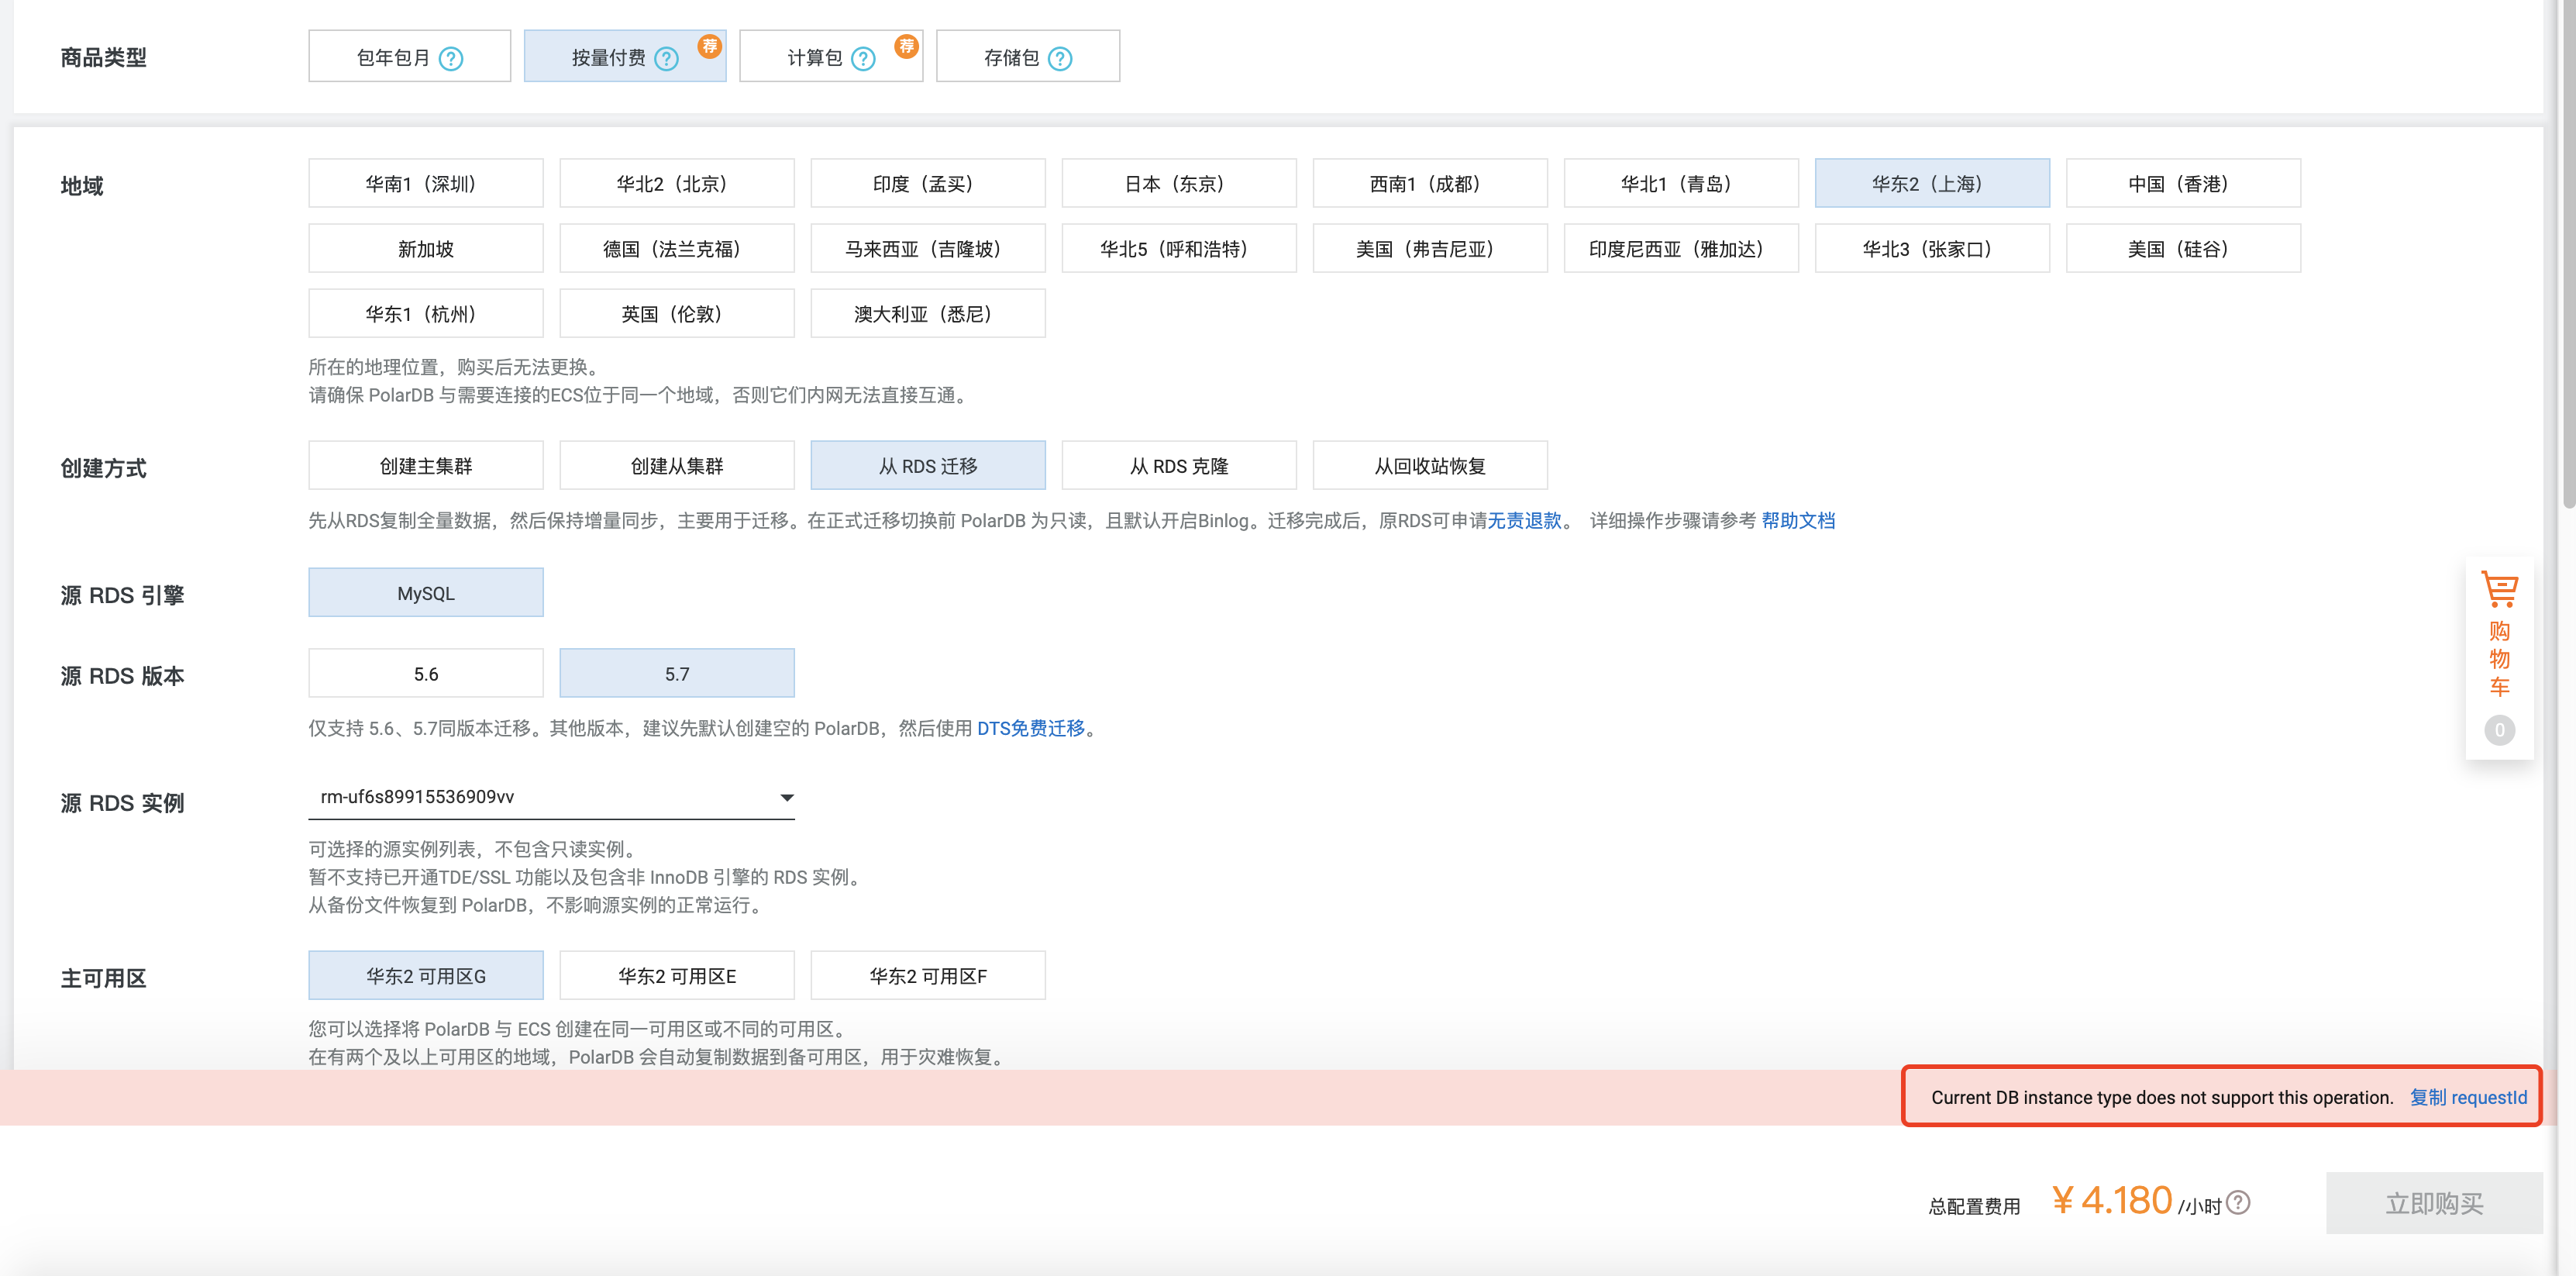 商品类型
包年包月 ?
按量付费 ? 荐
计算包 ? 荐
存储包 ?
地域
华南1（深圳） 华北2（北京） 印度（孟买） 日本（东京） 西南1（成都） 华北1（青岛） 华东2（上海） 中国（香港）
新加坡 德国（法兰克福） 马来西亚（吉隆坡） 华北5（呼和浩特） 美国（弗吉尼亚） 印度尼西亚（雅加达） 华北3（张家口） 美国（硅谷）
华东1（杭州） 英国（伦敦） 澳大利亚（悉尼）
所在的地理位置，购买后无法更换。
请确保 PolarDB 与需要连接的ECS位于同一个地域，否则它们内网无法直接互通。
创建方式
创建主集群 创建从集群 从 RDS 迁移 从 RDS 克隆 从回收站恢复
先从RDS复制全量数据，然后保持增量同步，主要用于迁移。在正式迁移切换前 PolarDB 为只读，且默认开启Binlog。迁移完成后，原RDS可申请无责退款。 详细操作步骤请参考 帮助文档
源 RDS 引擎
MySQL
源 RDS 版本
5.6 5.7
仅支持 5.6、5.7同版本迁移。其他版本，建议先默认创建空的 PolarDB，然后使用 DTS免费迁移。
源 RDS 实例
rm-uf6s89915536909vv
可选择的源实例列表，不包含只读实例。
暂不支持已开通TDE/SSL 功能以及包含非 InnoDB 引擎的 RDS 实例。
从备份文件恢复到 PolarDB，不影响源实例的正常运行。
主可用区
华东2 可用区G 华东2 可用区E 华东2 可用区F
您可以选择将 PolarDB 与 ECS 创建在同一可用区或不同的可用区。
在有两个及以上可用区的地域，PolarDB 会自动复制数据到备可用区，用于灾难恢复。
购
物
车
0
Current DB instance type does not support this operation. 复制 requestId
总配置费用 ¥ 4.180 /小时 ?
立即购买